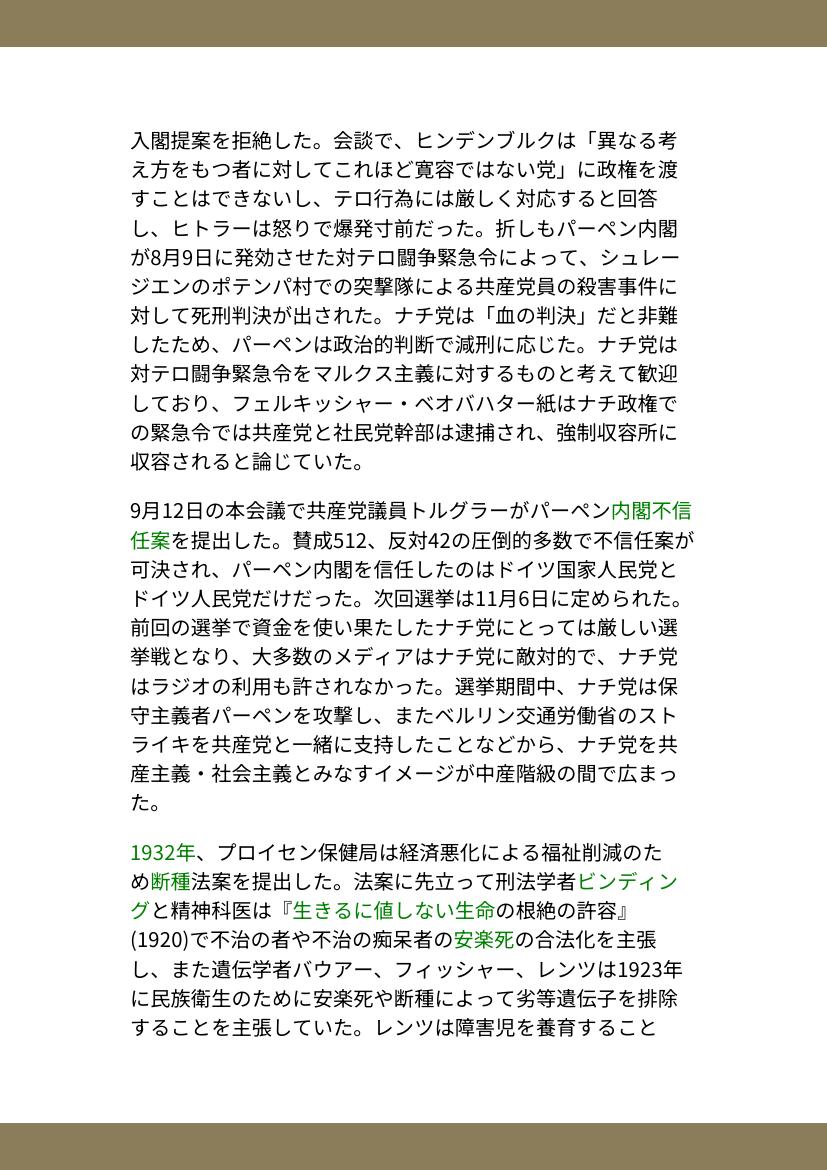 入閣提案を拒絶した。会談で、ヒンデンブルクは「異なる考
え方をもつ者に対してこれほど寛容ではない党」に政権を渡
すことはできないし、テロ行為には厳しく対応すると回答
し、ヒトラーは怒りで爆発寸前だった。折しもパーペン内閣
が8月9日に発効させた対テロ闘争緊急令によって、シュレー
ジエンのポテンパ村での突撃隊による共産党員の殺害事件に
対して死刑判決が出された。ナチ党は「血の判決」だと非難
したため、パーペンは政治的判断で減刑に応じた。ナチ党は
対テロ闘争緊急令をマルクス主義に対するものと考えて歓迎
しており、フェルキッシャー・ベオバハター紙はナチ政権で
の緊急令では共産党と社民党幹部は逮捕され、強制収容所に
収容されると論じていた。
9月12日の本会議で共産党議員トルグラーがパーペン内閣不信
任案を提出した。賛成512、反対42の圧倒的多数で不信任案が
可決され、パーペン内閣を信任したのはドイツ国家人民党と
ドイツ人民党だけだった。次回選挙は11月6日に定められた。
前回の選挙で資金を使い果たしたナチ党にとっては厳しい選
挙戦となり、大多数のメディアはナチ党に敵対的で、ナチ党
はラジオの利用も許されなかった。選挙期間中、ナチ党は保
守主義者パーペンを攻撃し、またベルリン交通労働省のスト
ライキを共産党と一緒に支持したことなどから、ナチ党を共
産主義・社会主義とみなすイメージが中産階級の間で広まっ
た。
1932年、プロイセン保健局は経済悪化による福祉削減のた
め断種法案を提出した。法案に先立って刑法学者ビンディン
グと精神科医は『生きるに値しない生命の根絶の許容』
(1920)で不治の者や不治の痴呆者の安楽死の合法化を主張
し、また遺伝学者バウアー、フィッシャー、レンツは1923年
に民族衛生のために安楽死や断種によって劣等遺伝子を排除
することを主張していた。レンツは障害児を養育すること